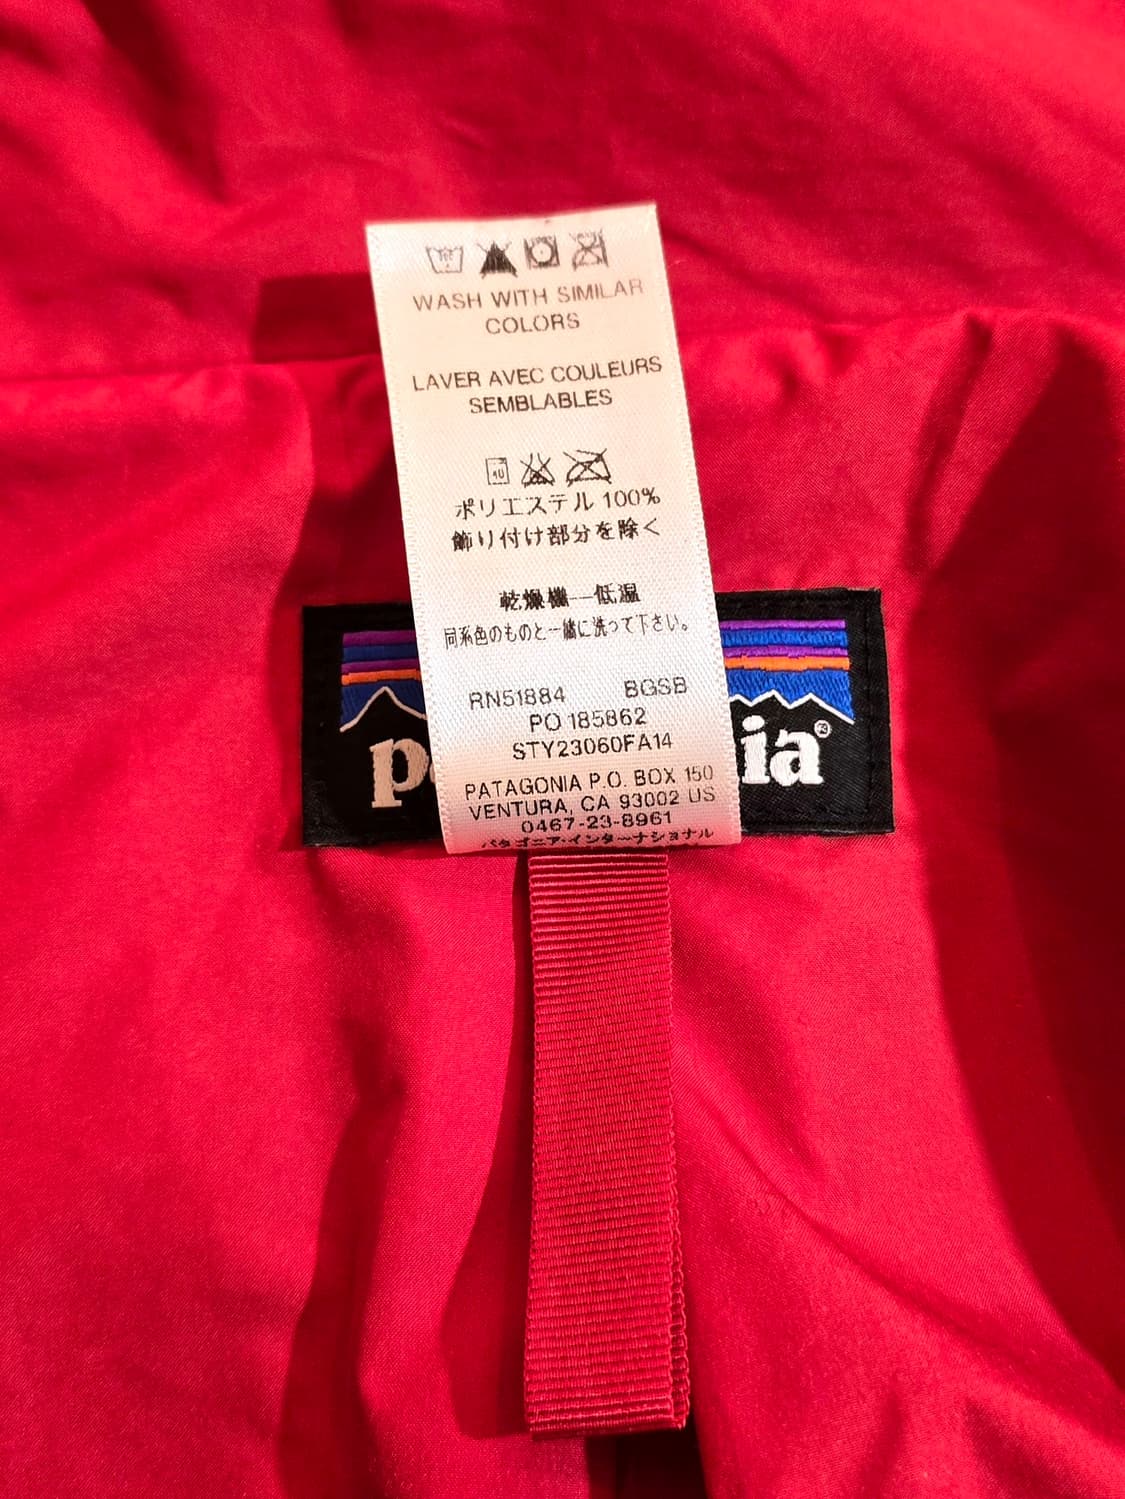 WASH WITH SIMILAR
COLORS
LAVER AVEC COULEURS
SEMBLABLES
40
ポリエステル 100%
飾り付け部分を除く
乾燥機―低温
同系色のものと一緒に洗って下さい。
RN51884 BGSB
PO 185862
STY23060FA14
PATAGONIA P.O. BOX 150
VENTURA, CA 93002 US
0467-23-8961
パタゴニア・インターナショナル
p ia®